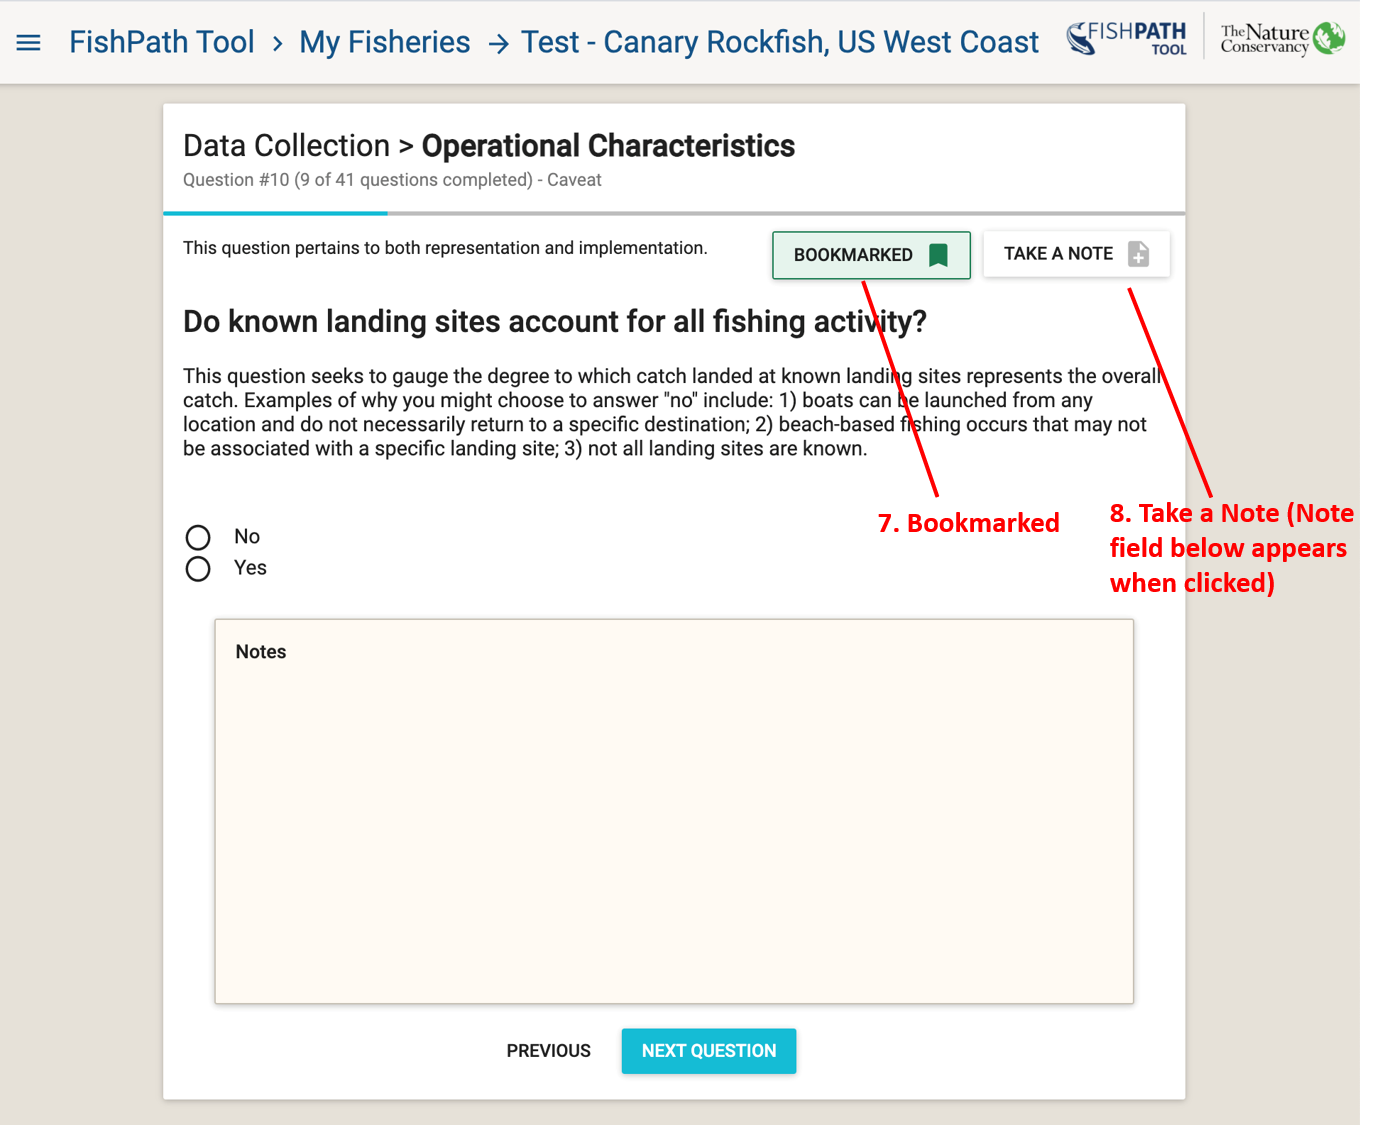 FishPath Tool › My Fisheries → Test - Canary Rockfish, US West Coast
FISHPATH
TOOL
The Nature
Conservancy
Data Collection > Operational Characteristics
Question #10 (9 of 41 questions completed) - Caveat
This question pertains to both representation and implementation.
BOOKMARKED
TAKE A NOTE
Do known landing sites account for all fishing activity?
This question seeks to gauge the degree to which catch landed at known landing sites represents the overall
catch. Examples of why you might choose to answer "no" include: 1) boats can be launched from any
location and do not necessarily return to a specific destination; 2) beach-based fishing occurs that may not
be associated with a specific landing site; 3) not all landing sites are known.
7. Bookmarked
8. Take a Note (Note
field below appears
when clicked)
No
Yes
Notes
PREVIOUS
NEXT QUESTION